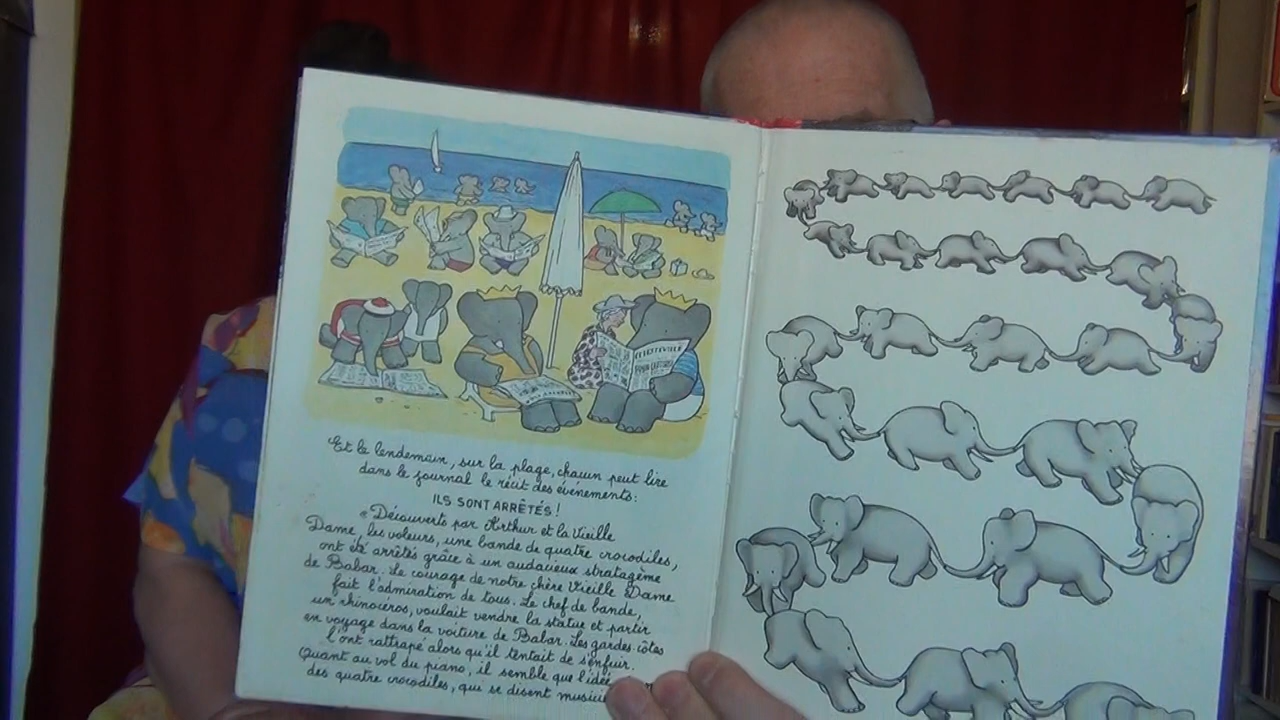 Et le lendemain, sur la plage, chacun peut lire
dans le journal le récit des évènements:
ILS SONT ARRÊTÉS !
« Découverts par Arthur et la Vieille
Dame, les voleurs, une bande de quatre crocodiles,
ont été arrêtés grâce à un audacieux stratagème
de Babar. Le courage de notre chère Vieille Dame
fait l'admiration de tous. Le chef de bande,
un rhinocéros, voulait vendre la statue et partir
en voyage dans la voiture de Babar. Les gardes-côtes
l'ont rattrapé alors qu'il tentait de s'enfuir.
Quant au vol du piano, il semble que l'idée
des quatre crocodiles, qui se disent musicie